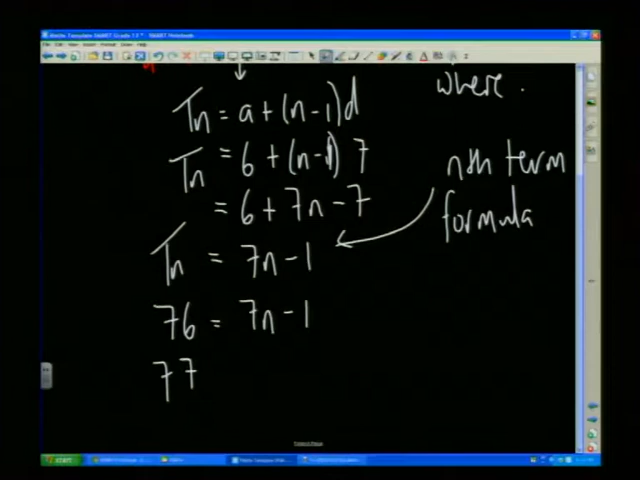 where.
Tn = a + (n-1)d
Tn = 6 + (n-1) 7
nth term
= 6 + 7n - 7
formula
Tn = 7n - 1
76 = 7n - 1
77